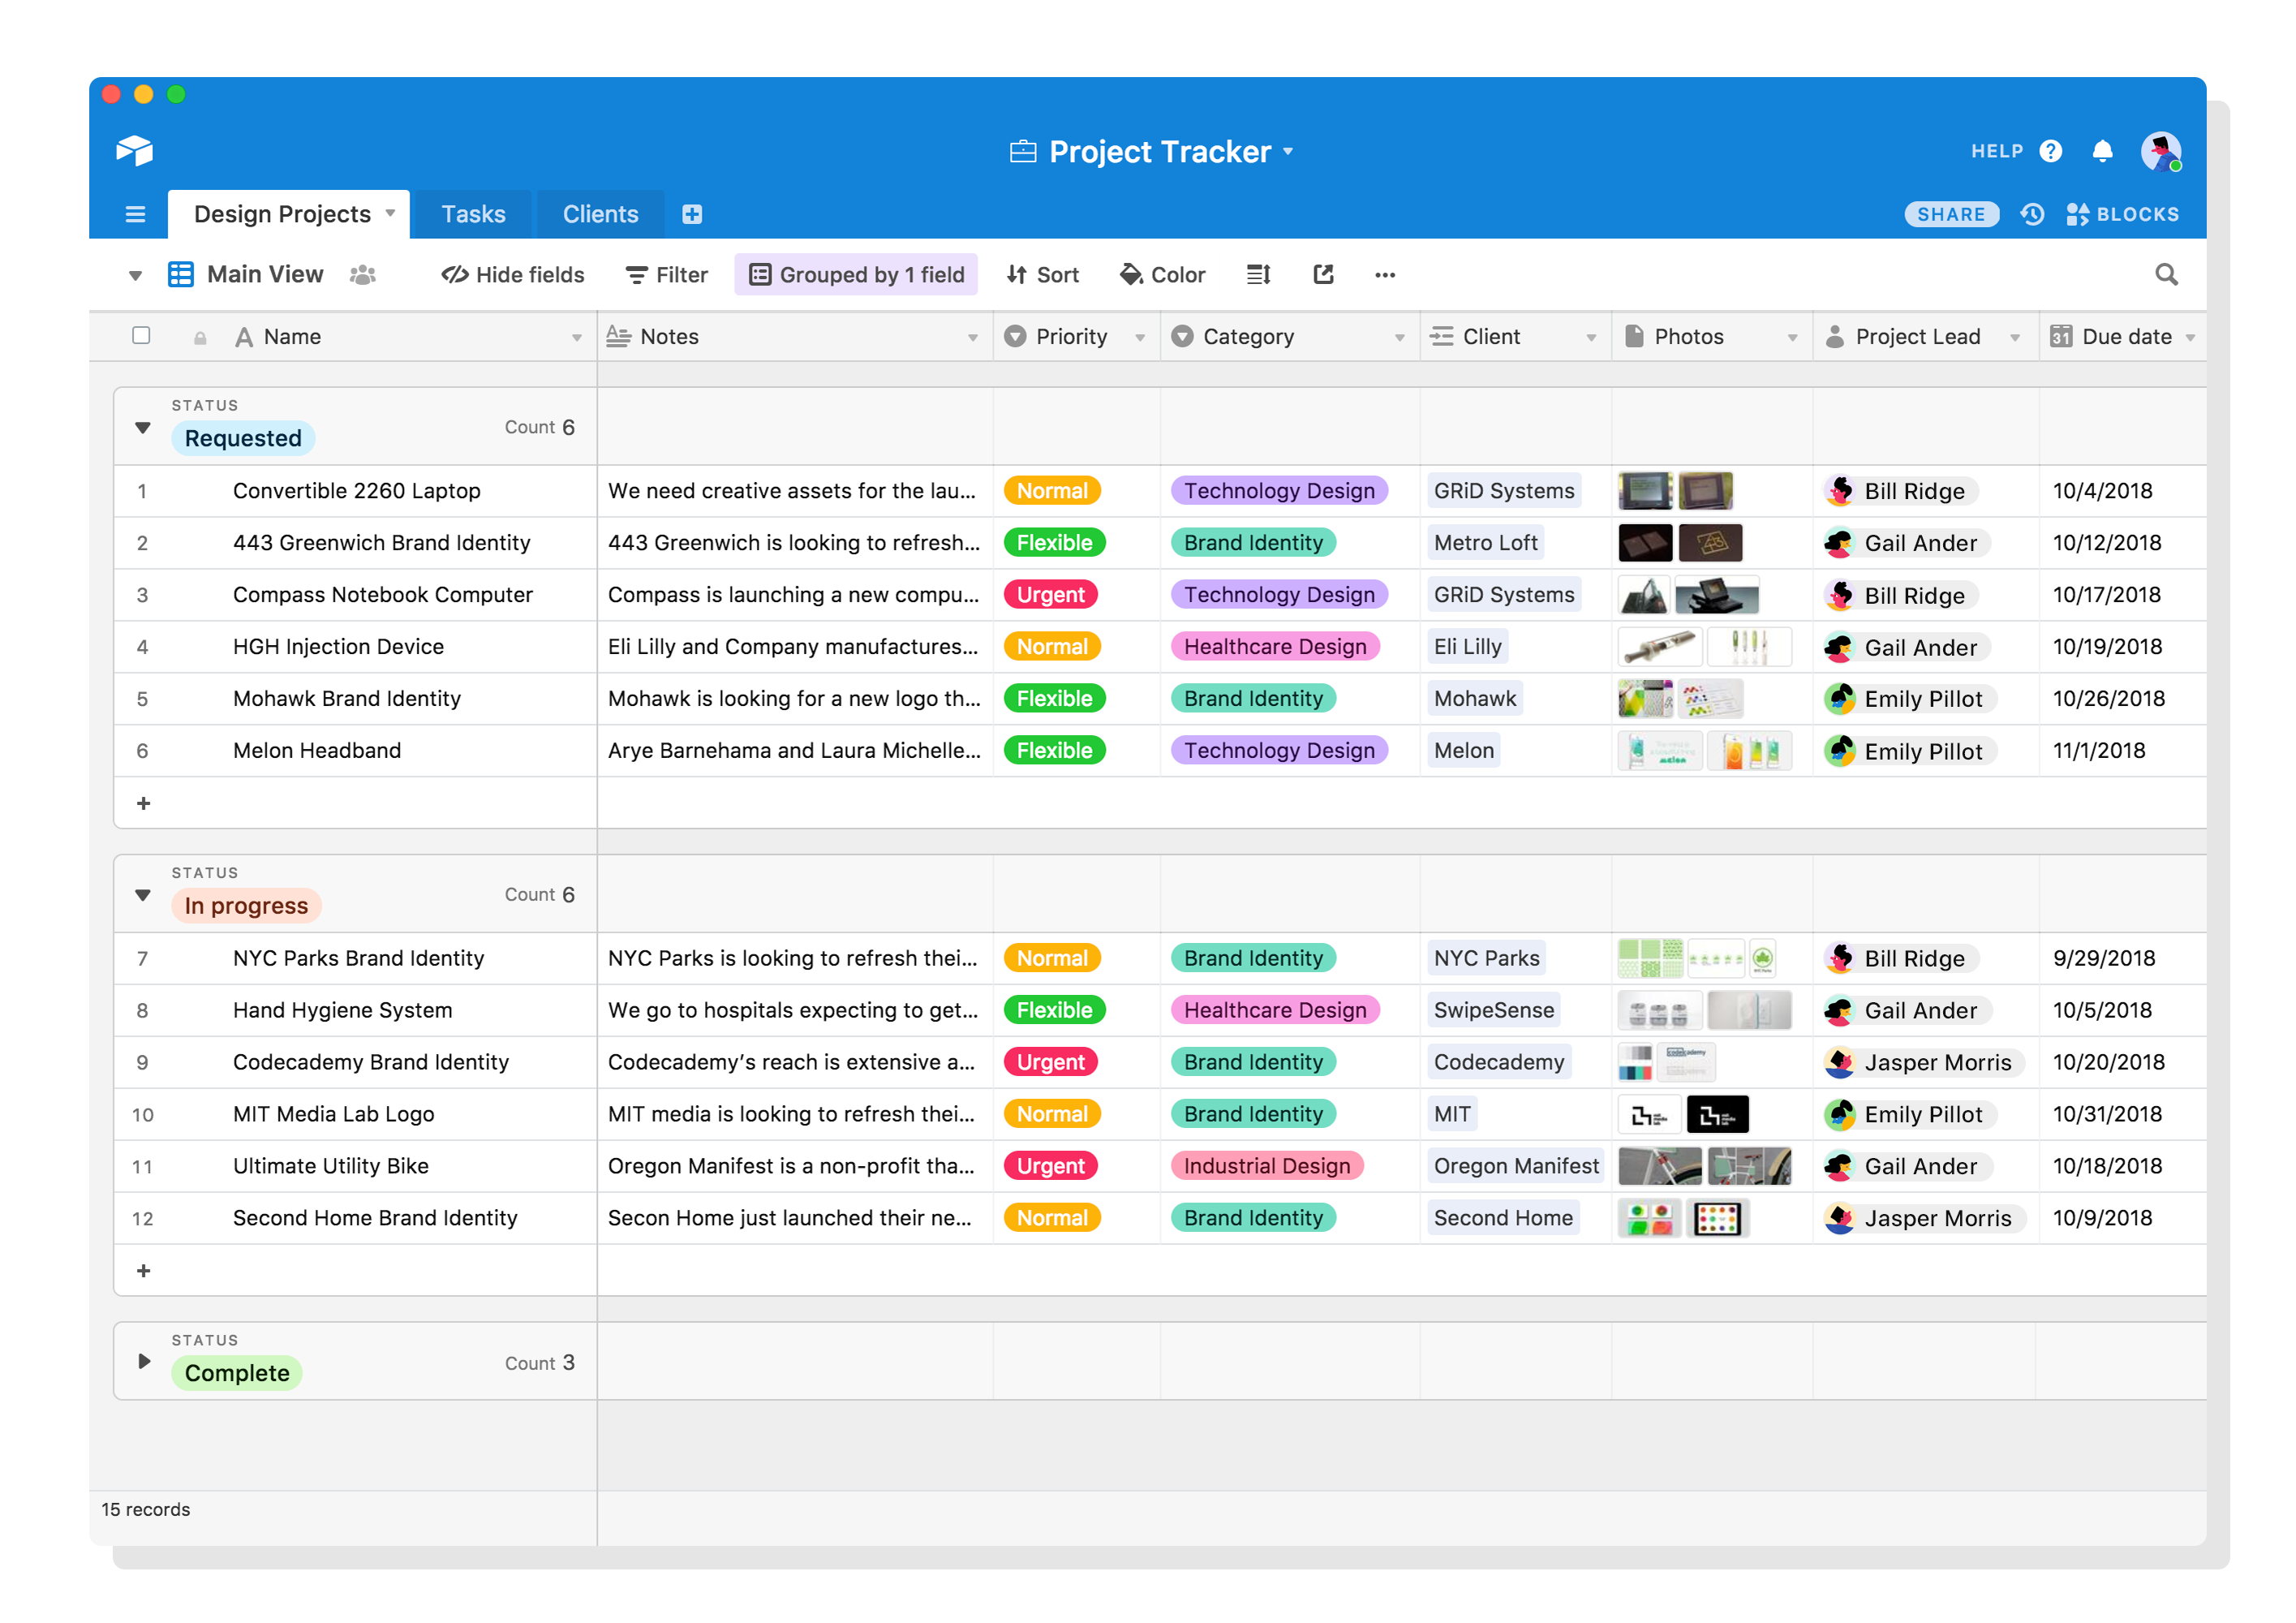 Project Tracker
HELP ?
Design Projects Tasks Clients
SHARE BLOCKS
Main View Hide fields Filter Grouped by 1 field Sort Color
Name Notes Priority Category Client Photos Project Lead 31 Due date
STATUS
Requested Count 6
1 Convertible 2260 Laptop We need creative assets for the lau... Normal Technology Design GRiD Systems Bill Ridge 10/4/2018
2 443 Greenwich Brand Identity 443 Greenwich is looking to refresh... Flexible Brand Identity Metro Loft Gail Ander 10/12/2018
3 Compass Notebook Computer Compass is launching a new compu... Urgent Technology Design GRiD Systems Bill Ridge 10/17/2018
4 HGH Injection Device Eli Lilly and Company manufactures... Normal Healthcare Design Eli Lilly Gail Ander 10/19/2018
5 Mohawk Brand Identity Mohawk is looking for a new logo th... Flexible Brand Identity Mohawk Emily Pillot 10/26/2018
6 Melon Headband Arye Barnehama and Laura Michelle... Flexible Technology Design Melon Emily Pillot 11/1/2018
+
STATUS
In progress Count 6
7 NYC Parks Brand Identity NYC Parks is looking to refresh thei... Normal Brand Identity NYC Parks Bill Ridge 9/29/2018
8 Hand Hygiene System We go to hospitals expecting to get... Flexible Healthcare Design SwipeSense Gail Ander 10/5/2018
9 Codecademy Brand Identity Codecademy’s reach is extensive a... Urgent Brand Identity Codecademy codecademy Jasper Morris 10/20/2018
10 MIT Media Lab Logo MIT media is looking to refresh thei... Normal Brand Identity MIT Emily Pillot 10/31/2018
11 Ultimate Utility Bike Oregon Manifest is a non-profit tha... Urgent Industrial Design Oregon Manifest Gail Ander 10/18/2018
12 Second Home Brand Identity Secon Home just launched their ne... Normal Brand Identity Second Home Jasper Morris 10/9/2018
+
STATUS
Complete Count 3
15 records